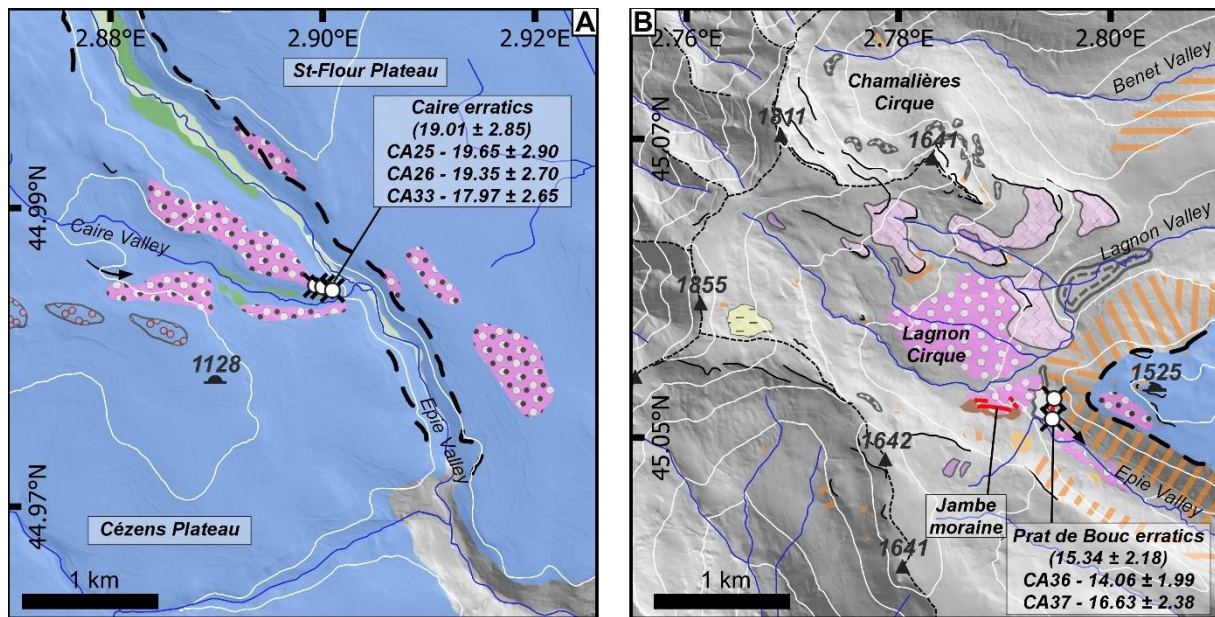 A
2.88°E
2.90°E
2.92°E
St-Flour Plateau
Caire erratics
(19.01 ± 2.85)
CA25 - 19.65 ± 2.90
CA26 - 19.35 ± 2.70
CA33 - 17.97 ± 2.65
44.99°N
Caire Valley
1128
Epie Valley
44.97°N
Cézens Plateau
1 km
B
2.76°E
2.78°E
2.80°E
Chamalières
Cirque
Benet Valley
1811
1641
45.07°N
Lagnon Valley
1855
Lagnon
Cirque
1525
45.05°N
1642
Epie Valley
Jambe
moraine
Prat de Bouc erratics
(15.34 ± 2.18)
CA36 - 14.06 ± 1.99
CA37 - 16.63 ± 2.38
1641
1 km